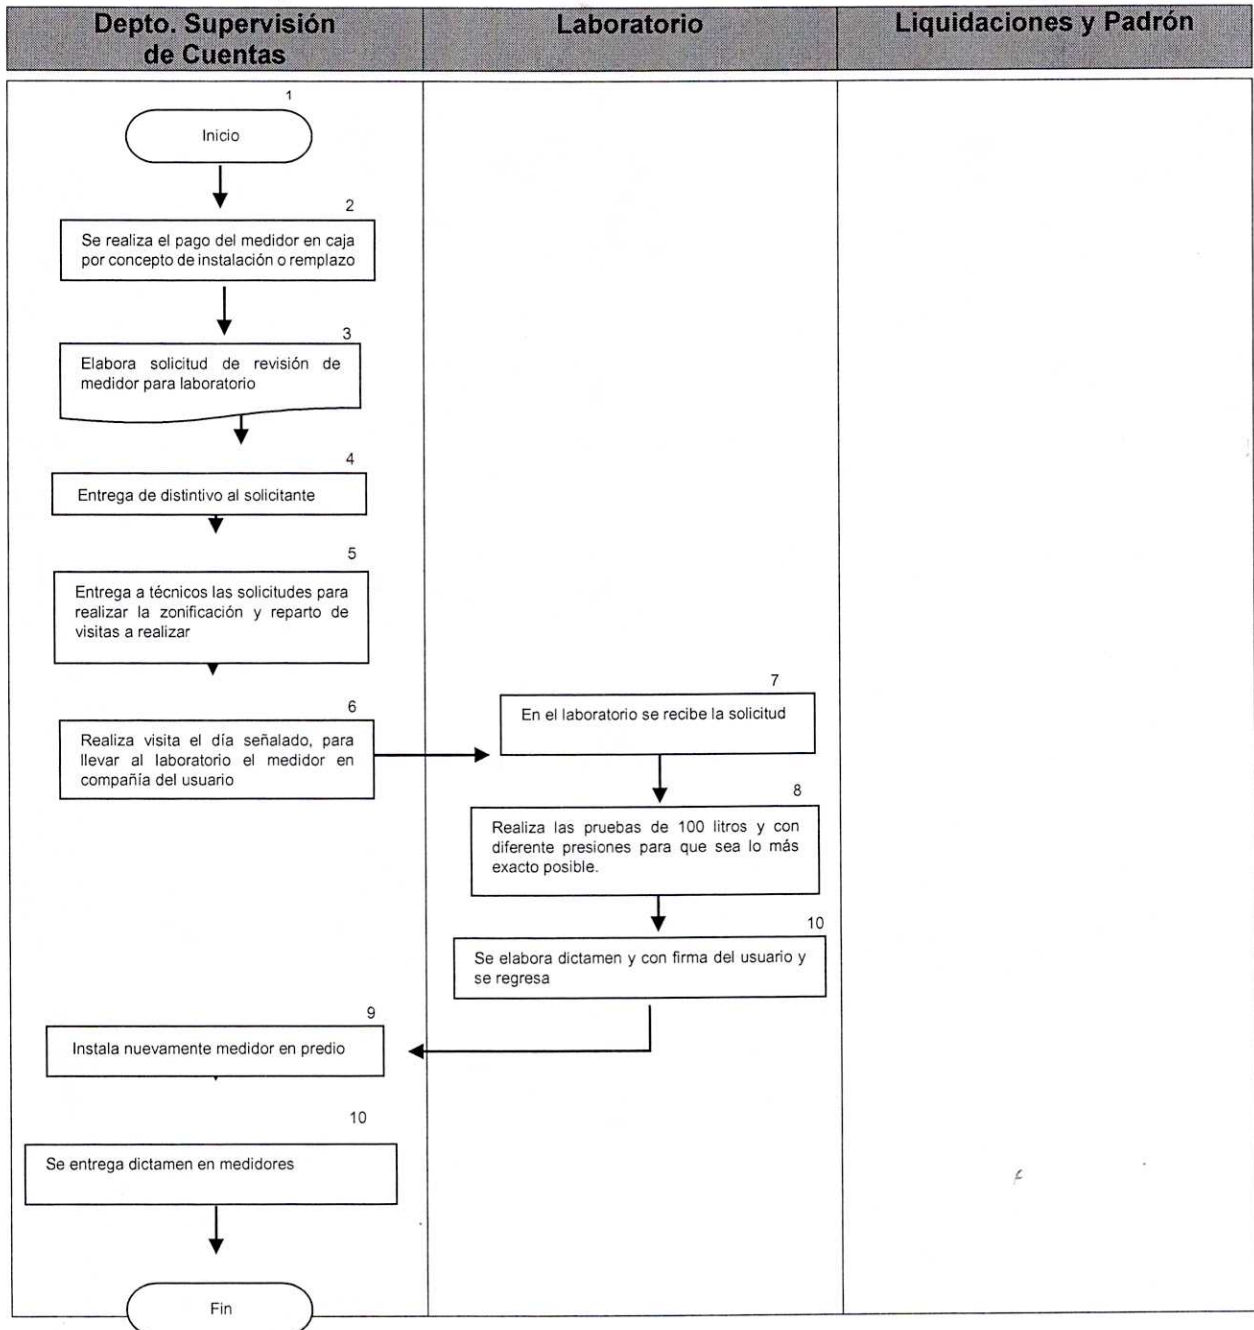 Depto. Supervisión
de Cuentas
Laboratorio
Liquidaciones y Padrón
1
Inicio
2
Se realiza el pago del medidor en caja
por concepto de instalación o remplazo
3
Elabora solicitud de revisión de
medidor para laboratorio
4
Entrega de distintivo al solicitante
5
Entrega a técnicos las solicitudes para
realizar la zonificación y reparto de
visitas a realizar
6
Realiza visita el día señalado, para
llevar al laboratorio el medidor en
compañía del usuario
7
En el laboratorio se recibe la solicitud
8
Realiza las pruebas de 100 litros y con
diferente presiones para que sea lo más
exacto posible.
10
Se elabora dictamen y con firma del usuario y
se regresa
9
Instala nuevamente medidor en predio
10
Se entrega dictamen en medidores
Fin